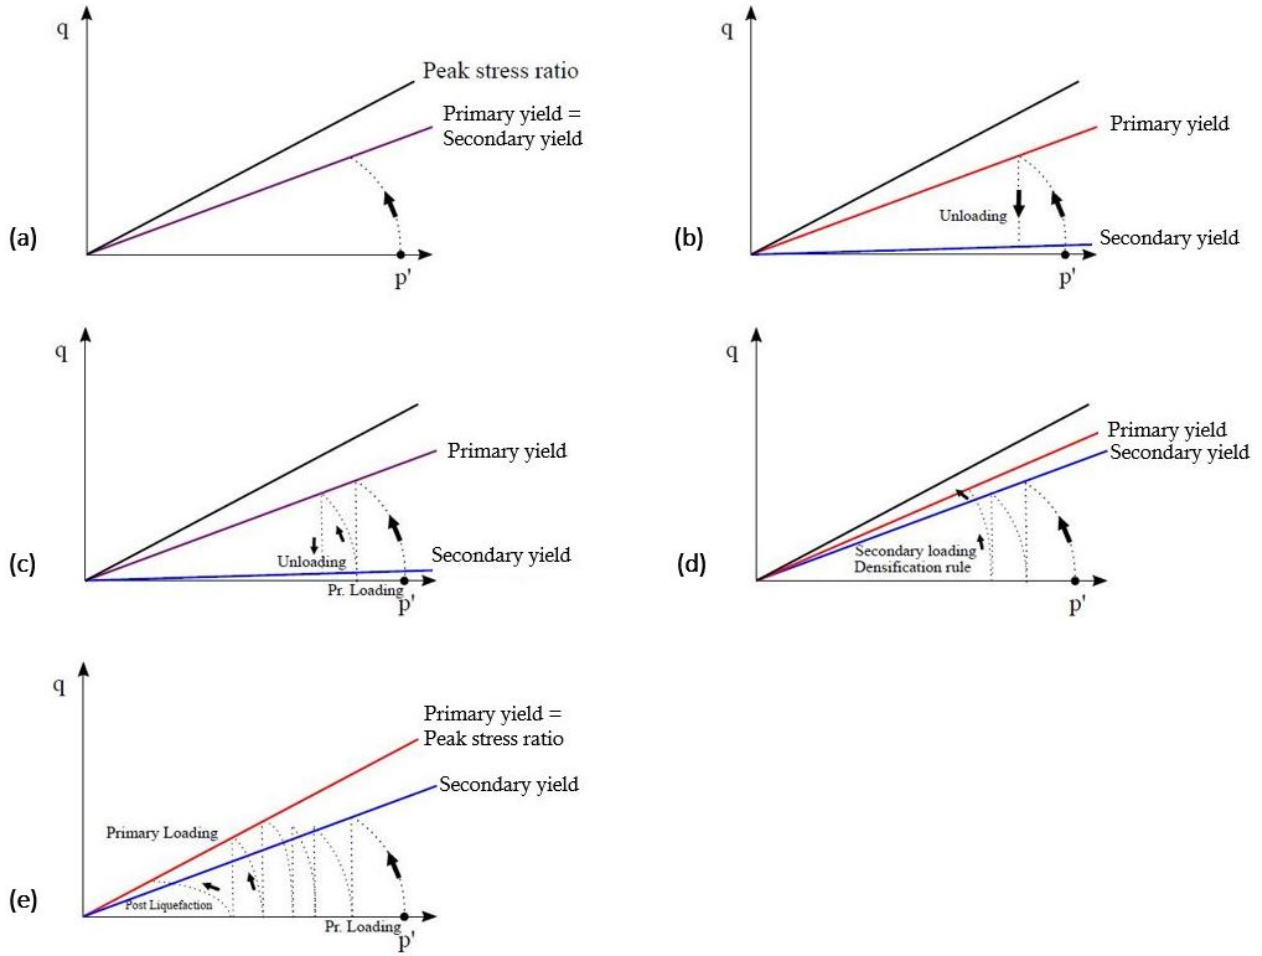 q
Peak stress ratio
Primary yield =
Secondary yield
(a)
p'
q
Primary yield
Unloading
(b)
Secondary yield
p'
q
Primary yield
Secondary yield
Unloading
(c)
Pr. Loading
p'
q
Primary yield
Secondary yield
Secondary loading
Densification rule
(d)
p'
q
Primary yield =
Peak stress ratio
Secondary yield
Primary Loading
(e)
Post Liquefaction
Pr. Loading
p'